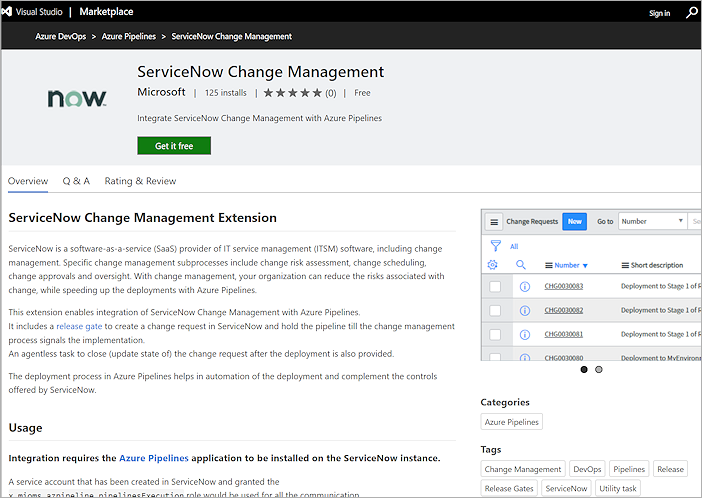 Visual Studio | Marketplace
Sign in
Azure DevOps > Azure Pipelines > ServiceNow Change Management
now
ServiceNow Change Management
Microsoft | 125 installs | ★★★★★ (0) | Free
Integrate ServiceNow Change Management with Azure Pipelines
Get it free
Overview Q & A Rating & Review
ServiceNow Change Management Extension
ServiceNow is a software-as-a-service (SaaS) provider of IT service management (ITSM) software, including change
management. Specific change management subprocesses include change risk assessment, change scheduling,
change approvals and oversight. With change management, your organization can reduce the risks associated with
change, while speeding up the deployments with Azure Pipelines.
This extension enables integration of ServiceNow Change Management with Azure Pipelines.
It includes a release gate to create a change request in ServiceNow and hold the pipeline till the change management
process signals the implementation.
An agentless task to close (update state of) the change request after the deployment is also provided.
The deployment process in Azure Pipelines helps in automation of the deployment and complement the controls
offered by ServiceNow.
Usage
Integration requires the Azure Pipelines application to be installed on the ServiceNow instance.
A service account that has been created in ServiceNow and granted the
x_mioms_azpipeline.pipelinesExecution role would be used for all the communication.
Change Requests New Go to Number Se
All
Number Short description
CHG0030083 Deployment to Stage 1 of R
CHG0030082 Deployment to Stage 1 of R
CHG0030081 Deployment to Stage 1 of R
CHG0030080 Deployment to MyEnviron
Categories
Azure Pipelines
Tags
Change Management DevOps Pipelines Release
Release Gates ServiceNow Utility task